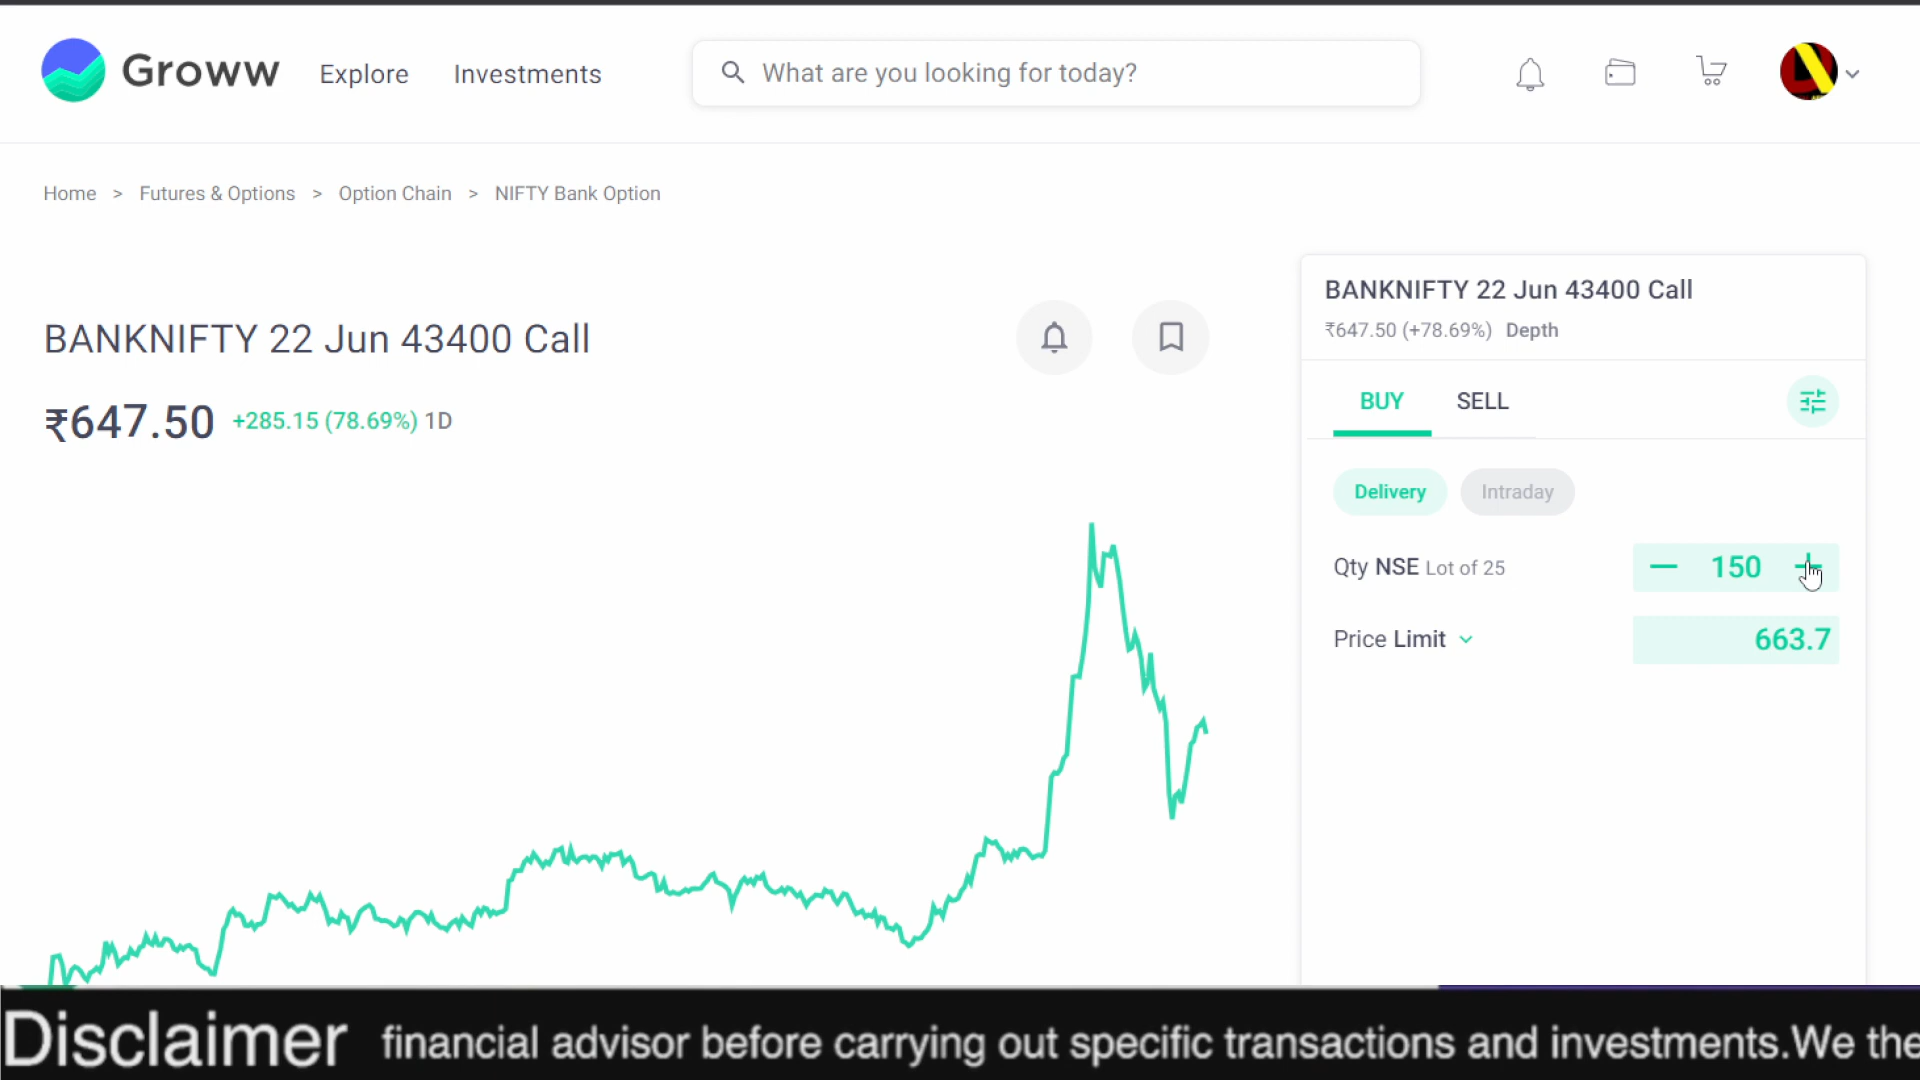 Groww Explore Investments What are you looking for today?
Home > Futures & Options > Option Chain > NIFTY Bank Option
BANKNIFTY 22 Jun 43400 Call
₹647.50 +285.15 (78.69%) 1D
BANKNIFTY 22 Jun 43400 Call
₹647.50 (+78.69%) Depth
BUY SELL
Delivery Intraday
Qty NSE Lot of 25 — 150 +
Price Limit 663.7
Disclaimer financial advisor before carrying out specific transactions and investments.We the